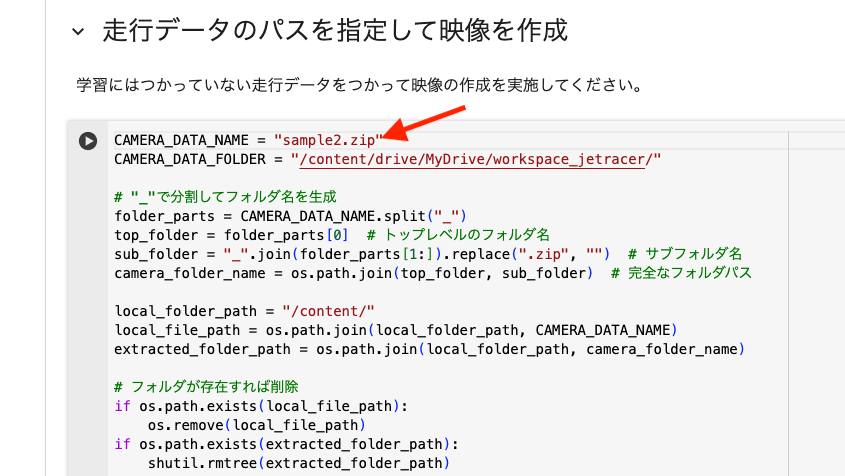 走行データのパスを指定して映像を作成
学習にはつかっていない走行データをつかって映像の作成を実施してください。
CAMERA_DATA_NAME = "sample2.zip"
CAMERA_DATA_FOLDER = "/content/drive/MyDrive/workspace_jetracer/"
# "_"で分割してフォルダ名を生成
folder_parts = CAMERA_DATA_NAME.split("_")
top_folder = folder_parts[0]  # トップレベルのフォルダ名
sub_folder = "_".join(folder_parts[1:]).replace(".zip", "")  # サブフォルダ名
camera_folder_name = os.path.join(top_folder, sub_folder)  # 完全なフォルダパス
local_folder_path = "/content/"
local_file_path = os.path.join(local_folder_path, CAMERA_DATA_NAME)
extracted_folder_path = os.path.join(local_folder_path, camera_folder_name)
# フォルダが存在すれば削除
if os.path.exists(local_file_path):
    os.remove(local_file_path)
if os.path.exists(extracted_folder_path):
    shutil.rmtree(extracted_folder_path)